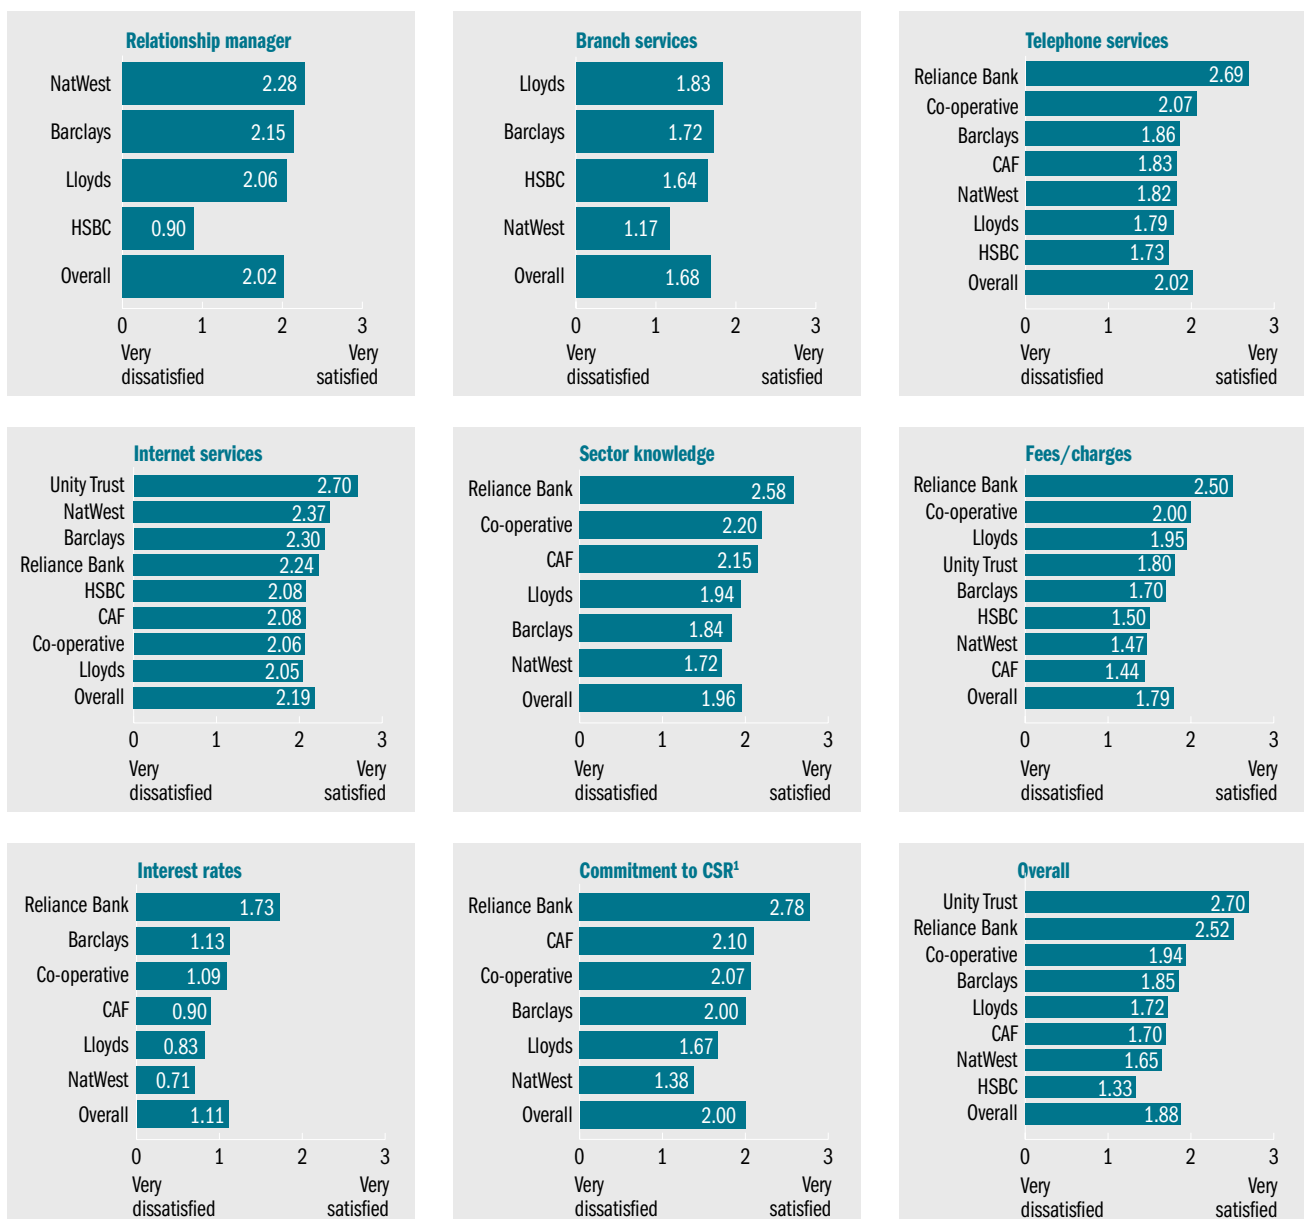 Relationship manager
NatWest 2.28
Barclays 2.15
Lloyds 2.06
HSBC 0.90
Overall 2.02
0 1 2 3
Very Very
dissatisfied satisfied
Branch services
Lloyds 1.83
Barclays 1.72
HSBC 1.64
NatWest 1.17
Overall 1.68
0 1 2 3
Very Very
dissatisfied satisfied
Telephone services
Reliance Bank 2.69
Co-operative 2.07
Barclays 1.86
CAF 1.83
NatWest 1.82
Lloyds 1.79
HSBC 1.73
Overall 2.02
0 1 2 3
Very Very
dissatisfied satisfied
Internet services
Unity Trust 2.70
NatWest 2.37
Barclays 2.30
Reliance Bank 2.24
HSBC 2.08
CAF 2.08
Co-operative 2.06
Lloyds 2.05
Overall 2.19
0 1 2 3
Very Very
dissatisfied satisfied
Sector knowledge
Reliance Bank 2.58
Co-operative 2.20
CAF 2.15
Lloyds 1.94
Barclays 1.84
NatWest 1.72
Overall 1.96
0 1 2 3
Very Very
dissatisfied satisfied
Fees/charges
Reliance Bank 2.50
Co-operative 2.00
Lloyds 1.95
Unity Trust 1.80
Barclays 1.70
HSBC 1.50
NatWest 1.47
CAF 1.44
Overall 1.79
0 1 2 3
Very Very
dissatisfied satisfied
Interest rates
Reliance Bank 1.73
Barclays 1.13
Co-operative 1.09
CAF 0.90
Lloyds 0.83
NatWest 0.71
Overall 1.11
0 1 2 3
Very Very
dissatisfied satisfied
Commitment to CSR¹
Reliance Bank 2.78
CAF 2.10
Co-operative 2.07
Barclays 2.00
Lloyds 1.67
NatWest 1.38
Overall 2.00
0 1 2 3
Very Very
dissatisfied satisfied
Overall
Unity Trust 2.70
Reliance Bank 2.52
Co-operative 1.94
Barclays 1.85
Lloyds 1.72
CAF 1.70
NatWest 1.65
HSBC 1.33
Overall 1.88
0 1 2 3
Very Very
dissatisfied satisfied